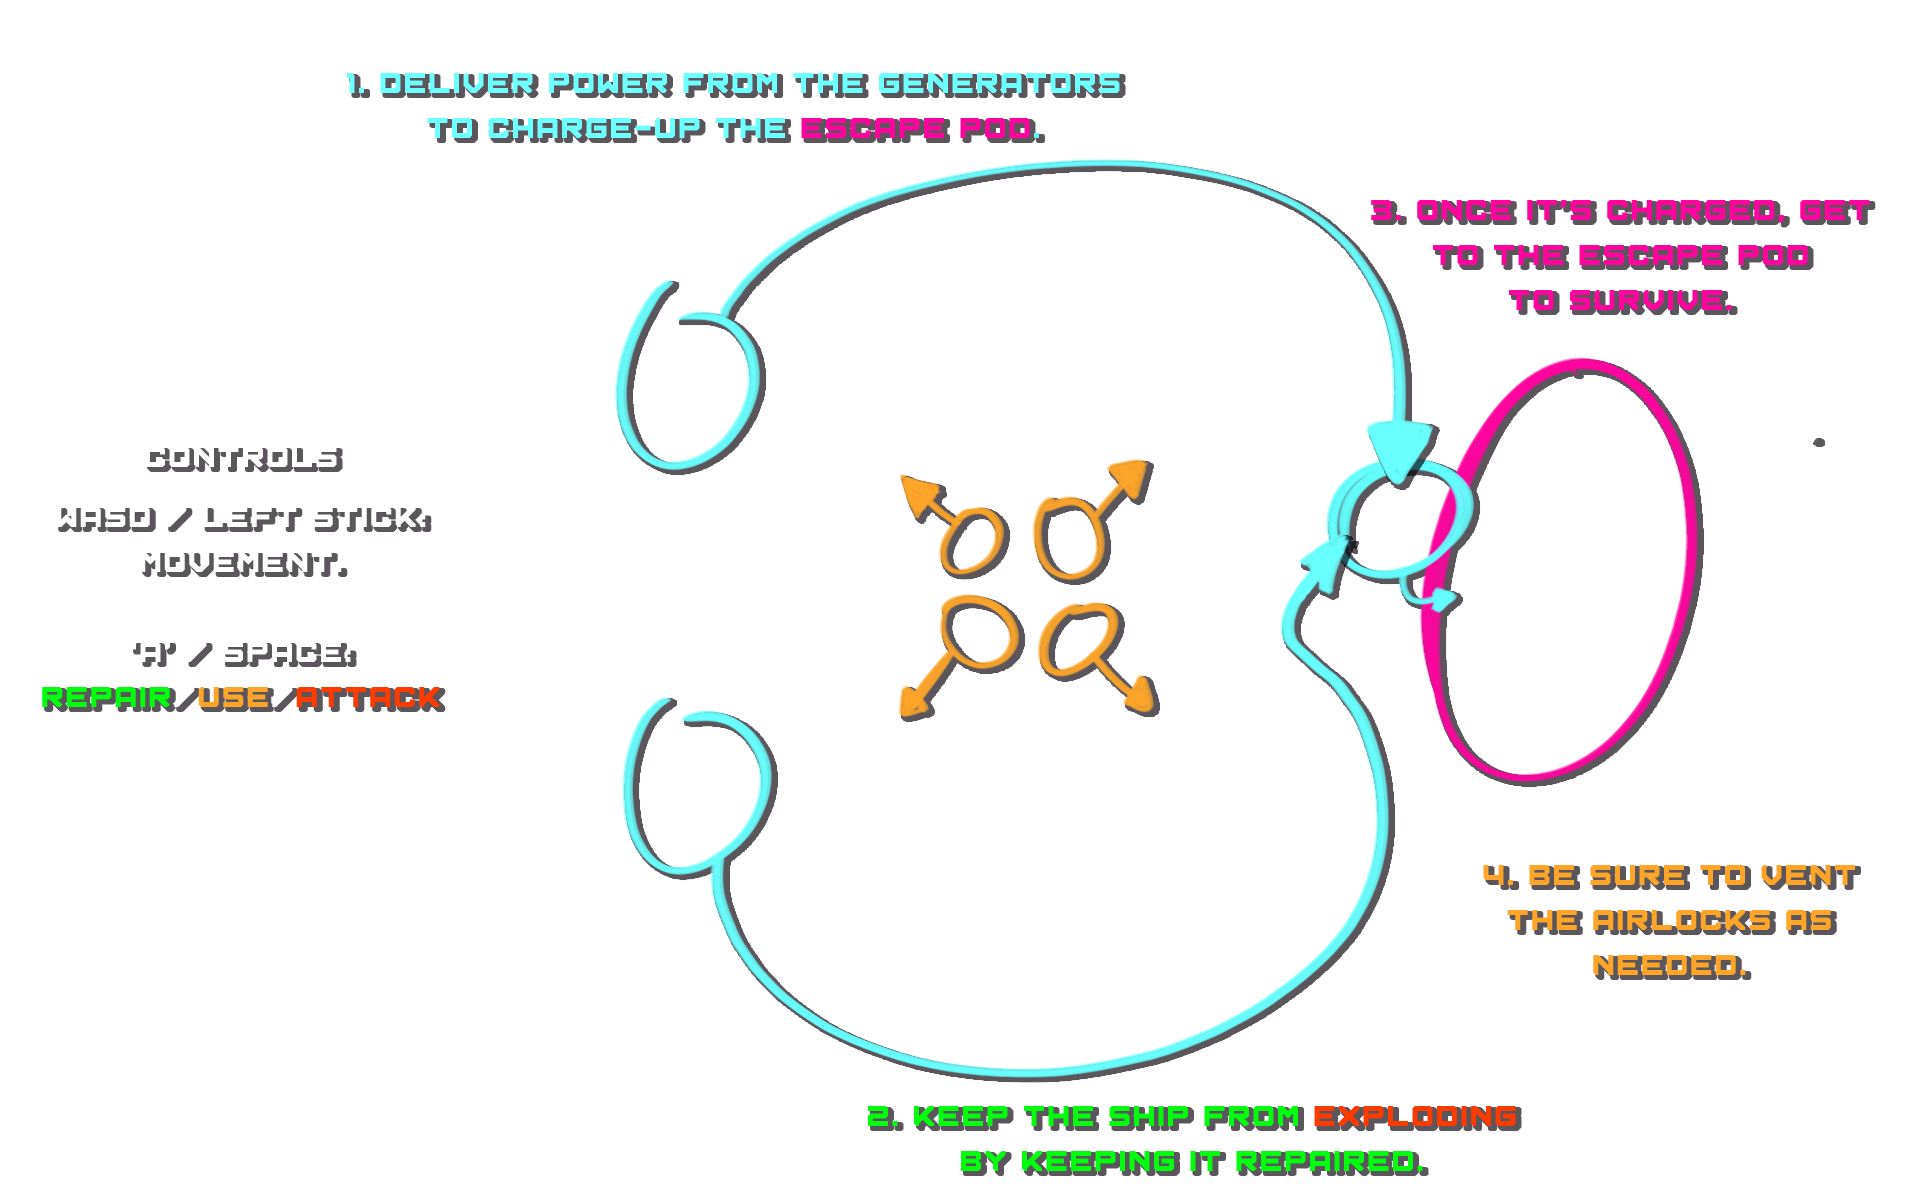 1. DELIVER POWER FROM THE GENERATORS
TO CHARGE-UP THE ESCAPE POD.
3. ONCE IT'S CHARGED, GET
TO THE ESCAPE POD
TO SURVIVE.
CONTROLS
WASD / LEFT STICK:
MOVEMENT.
'A' / SPACE:
REPAIR/USE/ATTACK
4. BE SURE TO VENT
THE AIRLOCKS AS
NEEDED.
2. KEEP THE SHIP FROM EXPLODING
BY KEEPING IT REPAIRED.